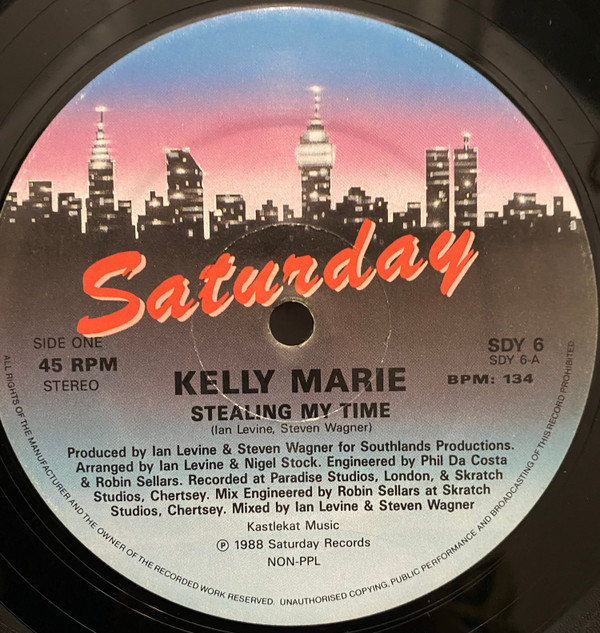 Saturday
SIDE ONE
45 RPM
STEREO
SDY 6
SDY 6-A
BPM: 134
KELLY MARIE
STEALING MY TIME
(Ian Levine, Steven Wagner)
Produced by Ian Levine & Steven Wagner for Southlands Productions.
Arranged by Ian Levine & Nigel Stock. Engineered by Phil Da Costa
& Robin Sellars. Recorded at Paradise Studios, London, & Skratch
Studios, Chertsey. Mix Engineered by Robin Sellars at Skratch
Studios, Chertsey. Mixed by Ian Levine & Steven Wagner
Kastlekat Music
Ⓟ 1988 Saturday Records
NON-PPL
ALL RIGHTS OF THE MANUFACTURER AND THE OWNER OF THE RECORDED WORK RESERVED. UNAUTHORISED COPYING, PUBLIC PERFORMANCE AND BROADCASTING OF THIS RECORD PROHIBITED